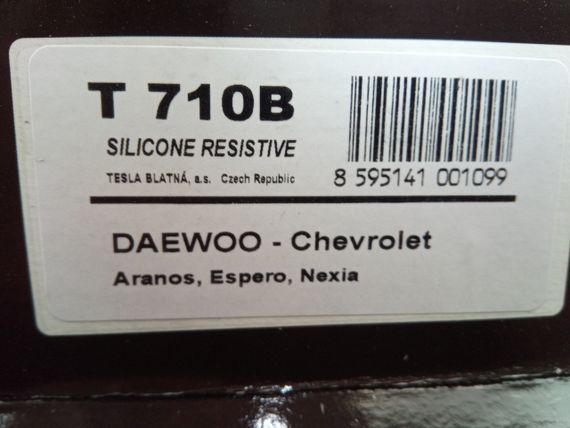 T 710B
SILICONE RESISTIVE
TESLA BLATNÁ, a.s. Czech Republic
8 595141 001099
DAEWOO - Chevrolet
Aranos, Espero, Nexia